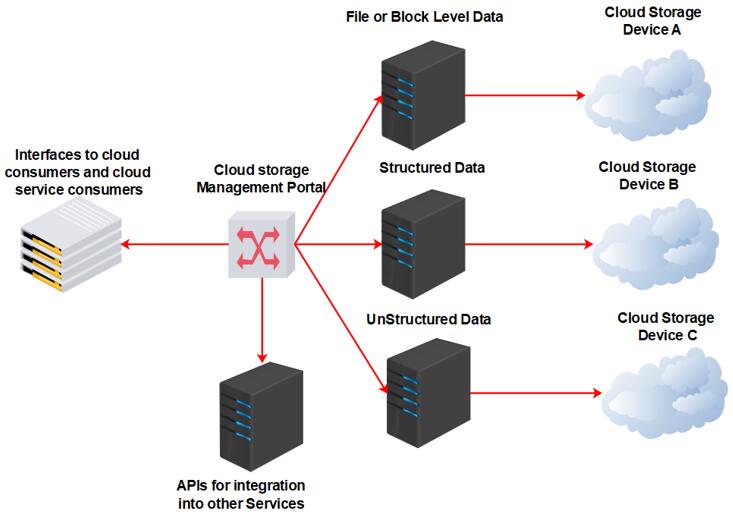 File or Block Level Data
Cloud Storage
Device A
Interfaces to cloud
consumers and cloud
service consumers
Cloud storage
Management Portal
Structured Data
Cloud Storage
Device B
UnStructured Data
Cloud Storage
Device C
APIs for integration
into other Services